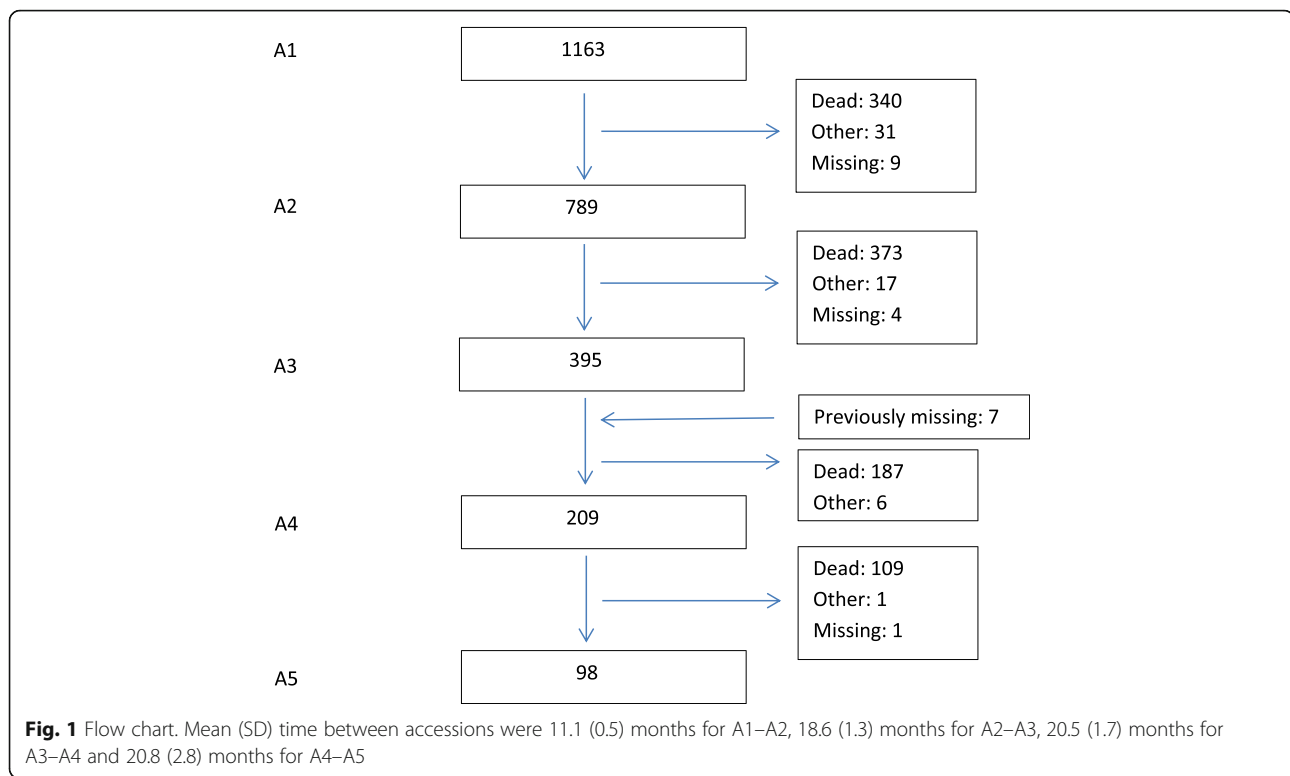 A1
1163
Dead: 340
Other: 31
Missing: 9
A2
789
Dead: 373
Other: 17
Missing: 4
A3
395
Previously missing: 7
Dead: 187
Other: 6
A4
209
Dead: 109
Other: 1
Missing: 1
A5
98
Fig. 1 Flow chart. Mean (SD) time between accessions were 11.1 (0.5) months for A1–A2, 18.6 (1.3) months for A2–A3, 20.5 (1.7) months for
A3–A4 and 20.8 (2.8) months for A4–A5